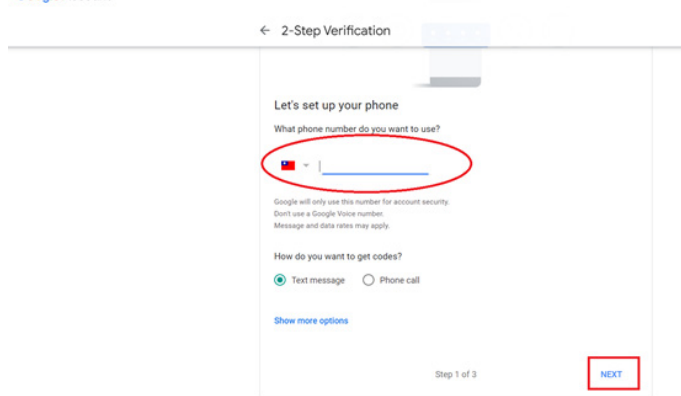 2-Step Verification
Let's set up your phone
What phone number do you want to use?
Google will only use this number for account security.
Don't use a Google Voice number.
Message and data rates may apply.
How do you want to get codes?
Text message Phone call
Show more options
Step 1 of 3 NEXT